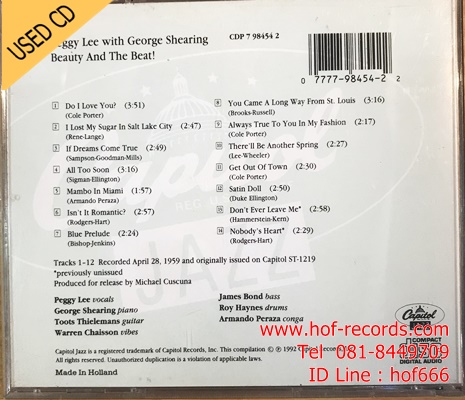 USED CD
Peggy Lee with George Shearing
Beauty And The Beat!
CDP 7 98454 2
0 7777-98454-2 2
1 Do I Love You? (3:51)
(Cole Porter)
2 I Lost My Sugar In Salt Lake City (2:47)
(Rene-Lange)
3 If Dreams Come True (2:49)
(Sampson-Goodman-Mills)
4 All Too Soon (3:16)
(Sigman-Ellington)
5 Mambo In Miami (1:57)
(Armando Peraza)
6 Isn't It Romantic? (2:57)
(Rodgers-Hart)
7 Blue Prelude (2:24)
(Bishop-Jenkins)
8 You Came A Long Way From St. Louis (3:16)
(Brooks-Russell)
9 Always True To You In My Fashion (2:17)
(Cole Porter)
10 There'll Be Another Spring (2:27)
(Lee-Wheeler)
11 Get Out Of Town (2:30)
(Cole Porter)
12 Satin Doll (2:50)
(Duke Ellington)
15 Don't Ever Leave Me* (2:58)
(Hammerstein-Kern)
14 Nobody's Heart* (2:29)
(Rodgers-Hart)
Tracks 1-12 Recorded April 28, 1959 and originally issued on Capitol ST-1219
*previously unissued
Produced for release by Michael Cuscuna
Peggy Lee vocals
George Shearing piano
Toots Thielemans guitar
Warren Chaisson vibes
James Bond bass
Roy Haynes drums
Armando Peraza conga
Capitol
JAZZ
Capitol Jazz is a registered trademark of Capitol Records, Inc. This compilation © ℗ 1992 Capitol Records, Inc.
All rights reserved. Unauthorized duplication is a violation of applicable laws.
Made in Holland
COMPACT
DIGITAL AUDIO
www.hof-records.com
Tel 081-8449709
ID Line : hof666